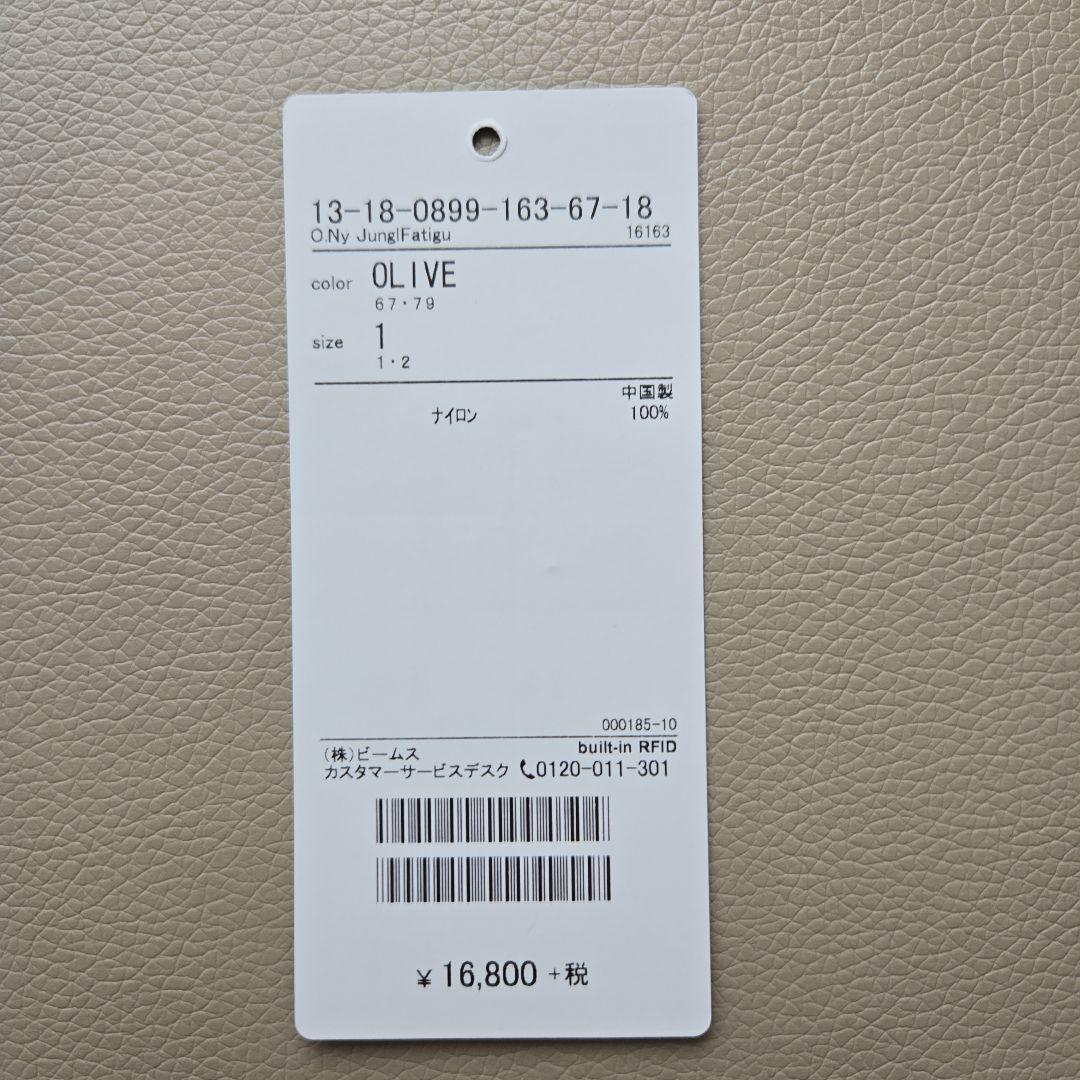 13-18-0899-163-67-18
O.Ny JunglFatigu 16163
color OLIVE
67・79
size 1
1・2
中国製
ナイロン 100%
000185-10
built-in RFID
(株)ビームス
カスタマーサービスデスク 0120-011-301
¥ 16,800 +税